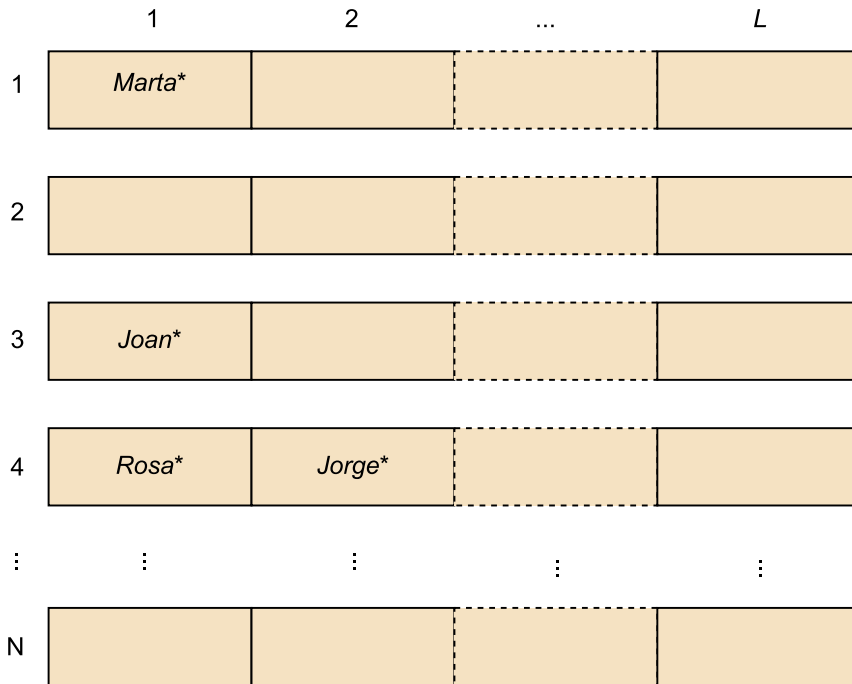 1 2 ... L
1 Marta*
2
3 Joan*
4 Rosa* Jorge*
⋮ ⋮ ⋮ ⋮ ⋮
N